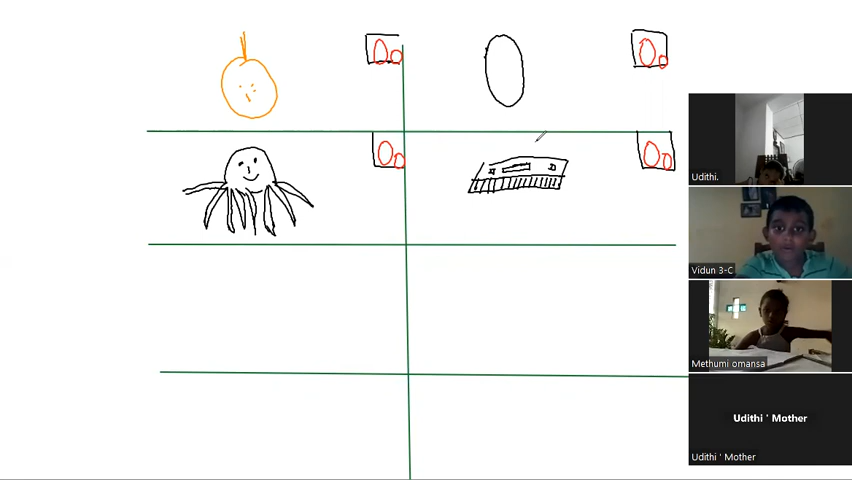 Oo
Oo
Oo
Oo
Udithi.
Vidun 3-C
Methumi omansa
Udithi ' Mother
Udithi ' Mother